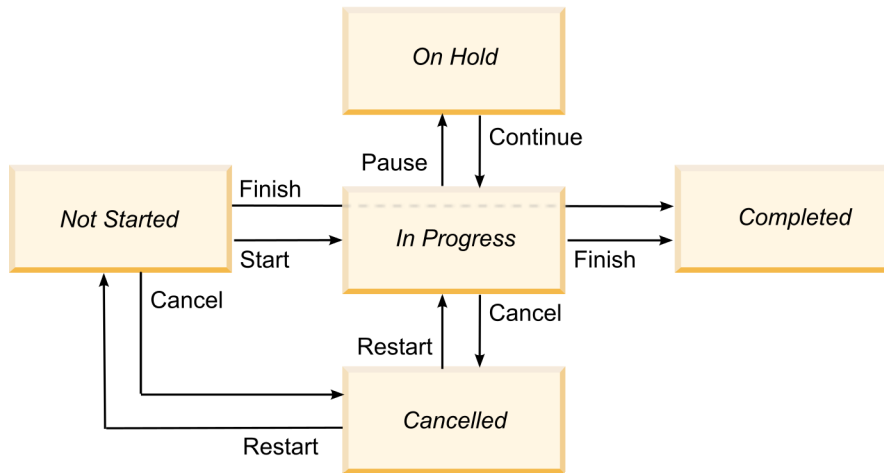 On Hold
Continue
Pause
Finish
Not Started
Completed
In Progress
Start
Finish
Cancel
Cancel
Restart
Cancelled
Restart